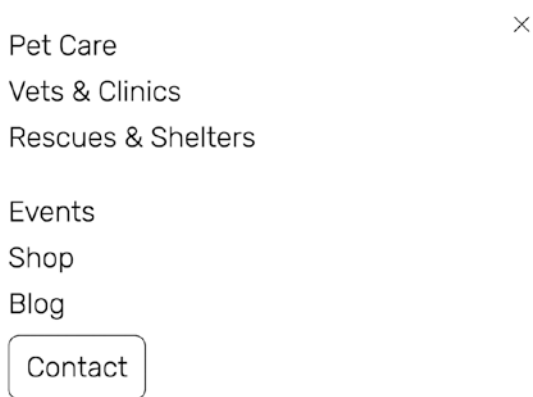 Pet Care
Vets & Clinics
Rescues & Shelters
Events
Shop
Blog
Contact